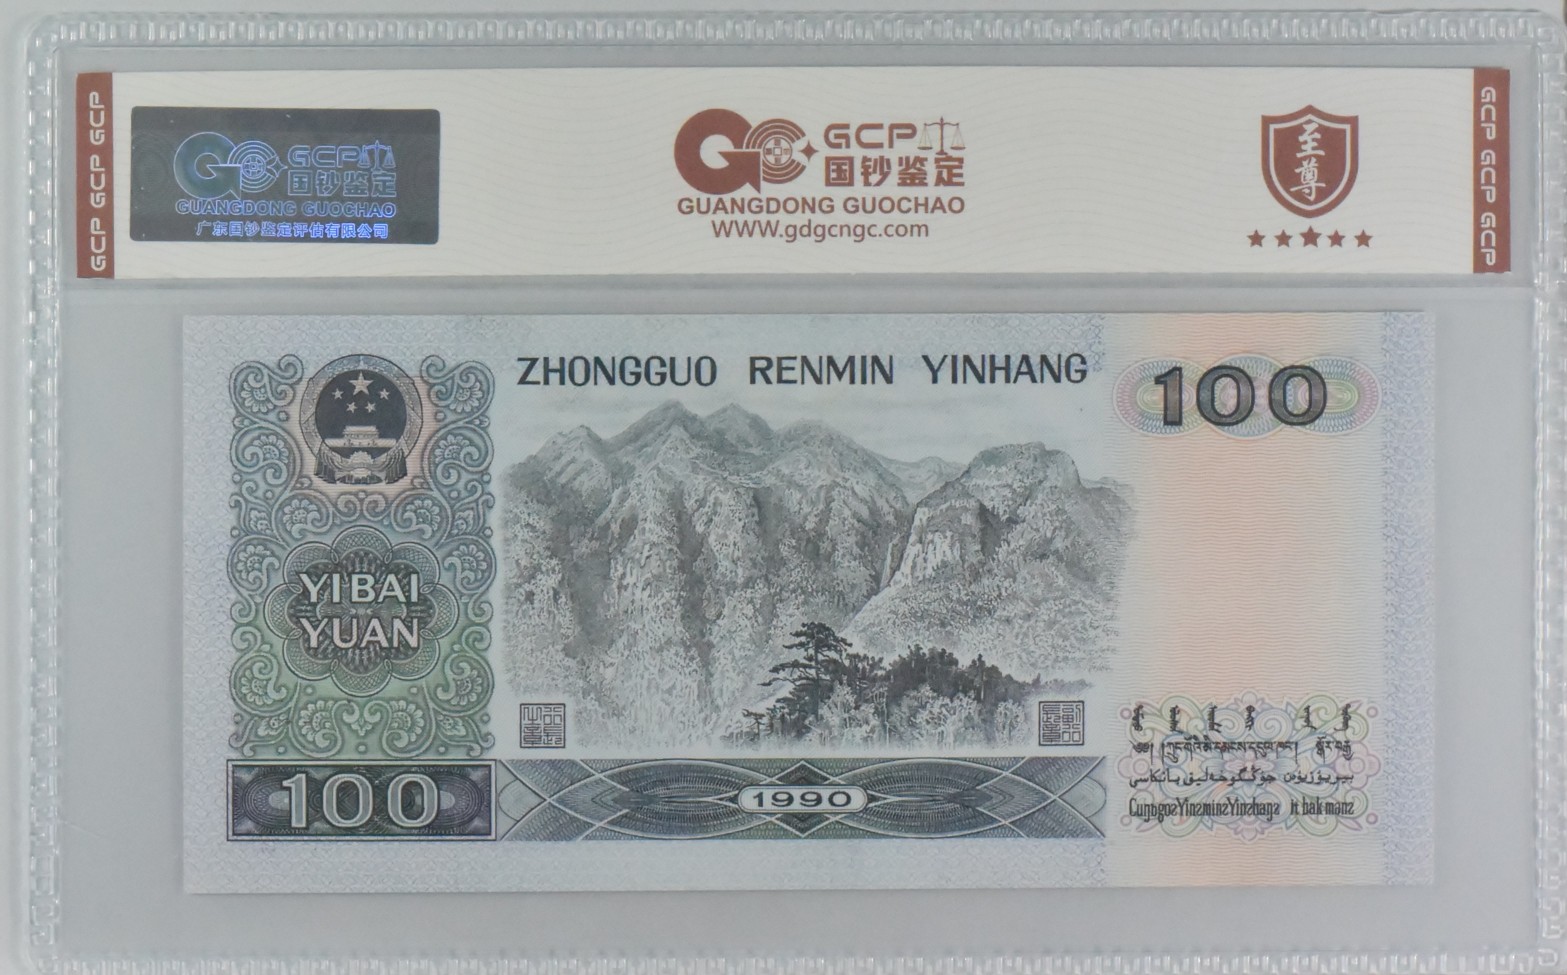 GCP GCP GCP
GCP
国钞鉴定
GUANGDONG GUOCHAO
广东国钞鉴定评估有限公司
GCP
国钞鉴定
GUANGDONG GUOCHAO
WWW.gdgcngc.com
至尊
GCP GCP GCP
ZHONGGUO RENMIN YINHANG
100
YIBAI
YUAN
100
1990